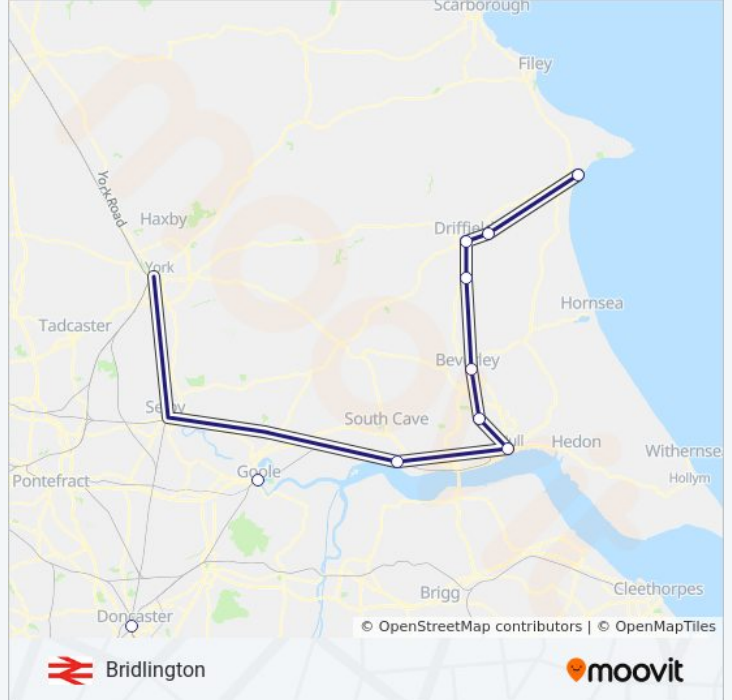 Scarborough
Filey
York Road
Haxby
Driffield
York
Hornsea
Tadcaster
Beverley
Selby
South Cave
Hull
Hedon
Withernsea
Goole
Hollym
Pontefract
Brigg
Cleethorpes
Doncaster
© OpenStreetMap contributors | © OpenMapTiles
Bridlington
moovit